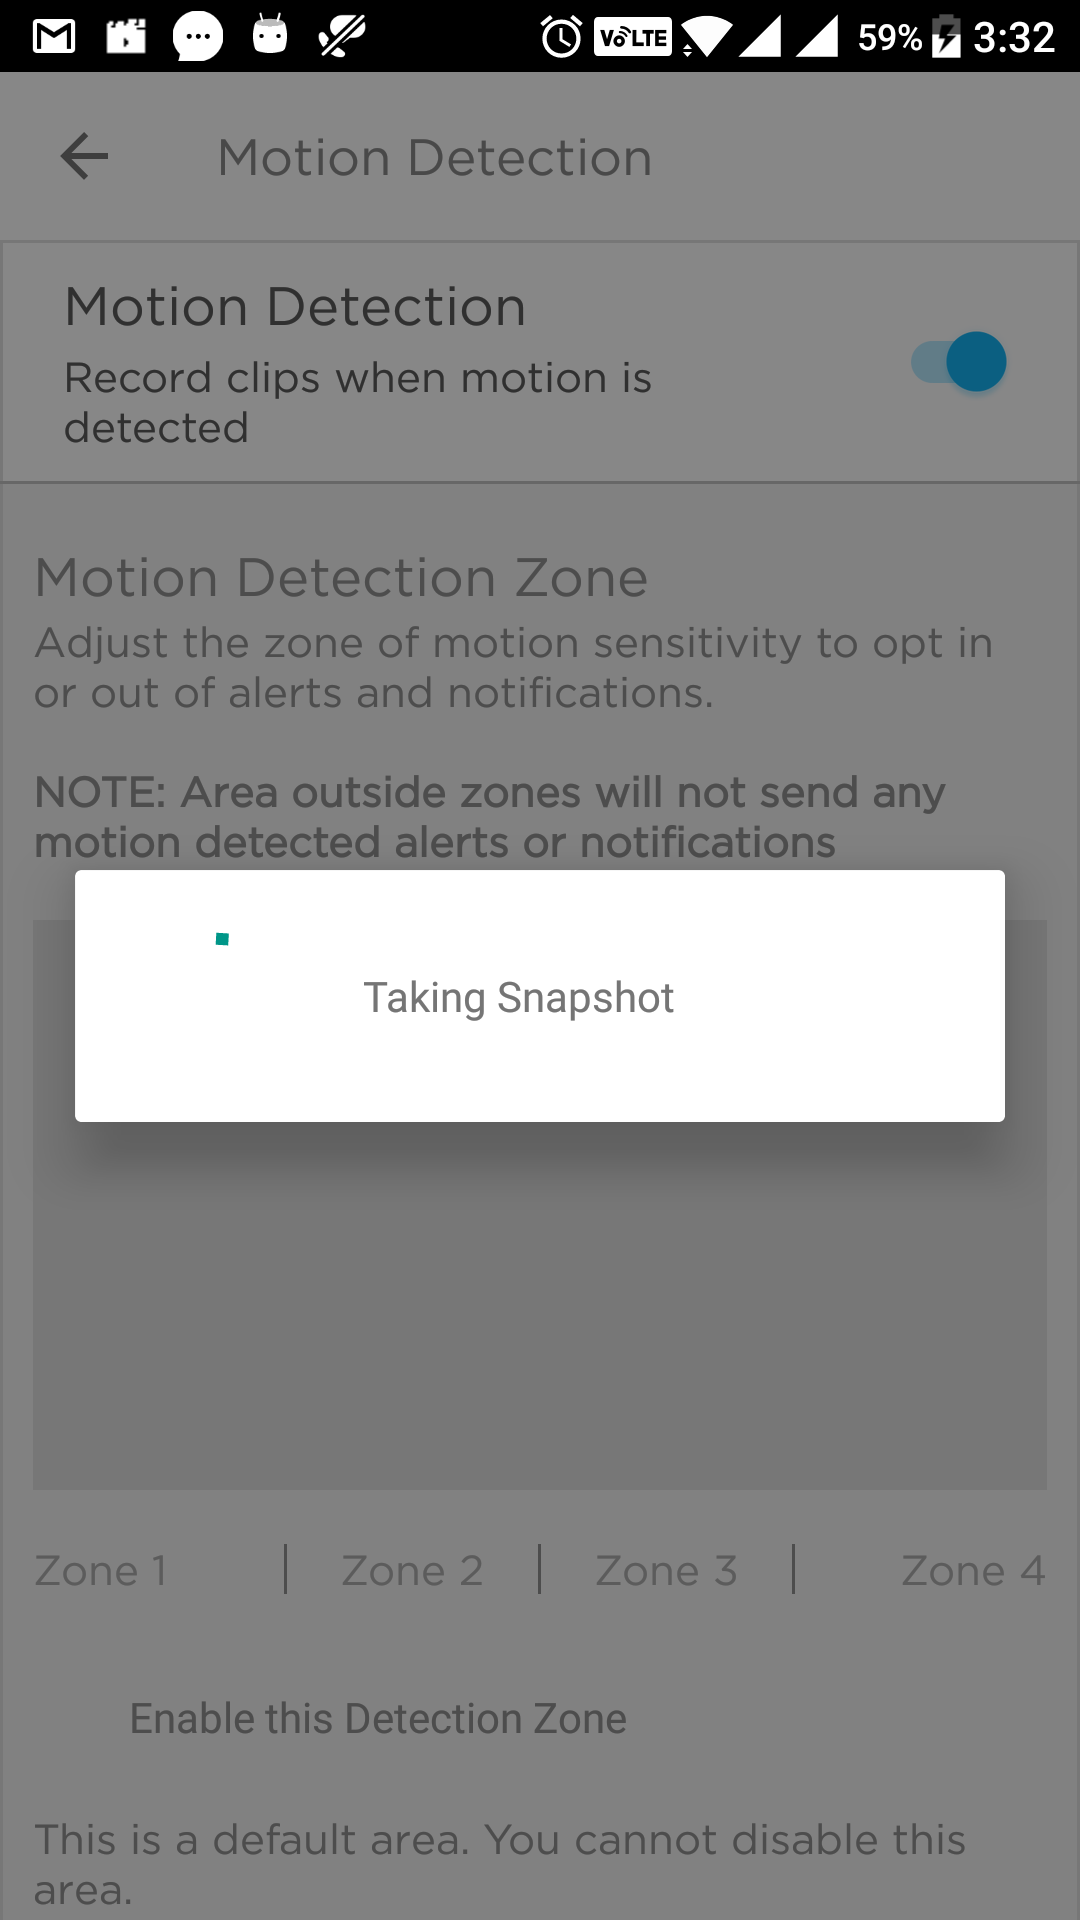 VoLTE 59% 3:32
Motion Detection
Motion Detection
Record clips when motion is
detected
Motion Detection Zone
Adjust the zone of motion sensitivity to opt in
or out of alerts and notifications.
NOTE: Area outside zones will not send any
motion detected alerts or notifications
Taking Snapshot
Zone 1 Zone 2 Zone 3 Zone 4
Enable this Detection Zone
This is a default area. You cannot disable this
area.